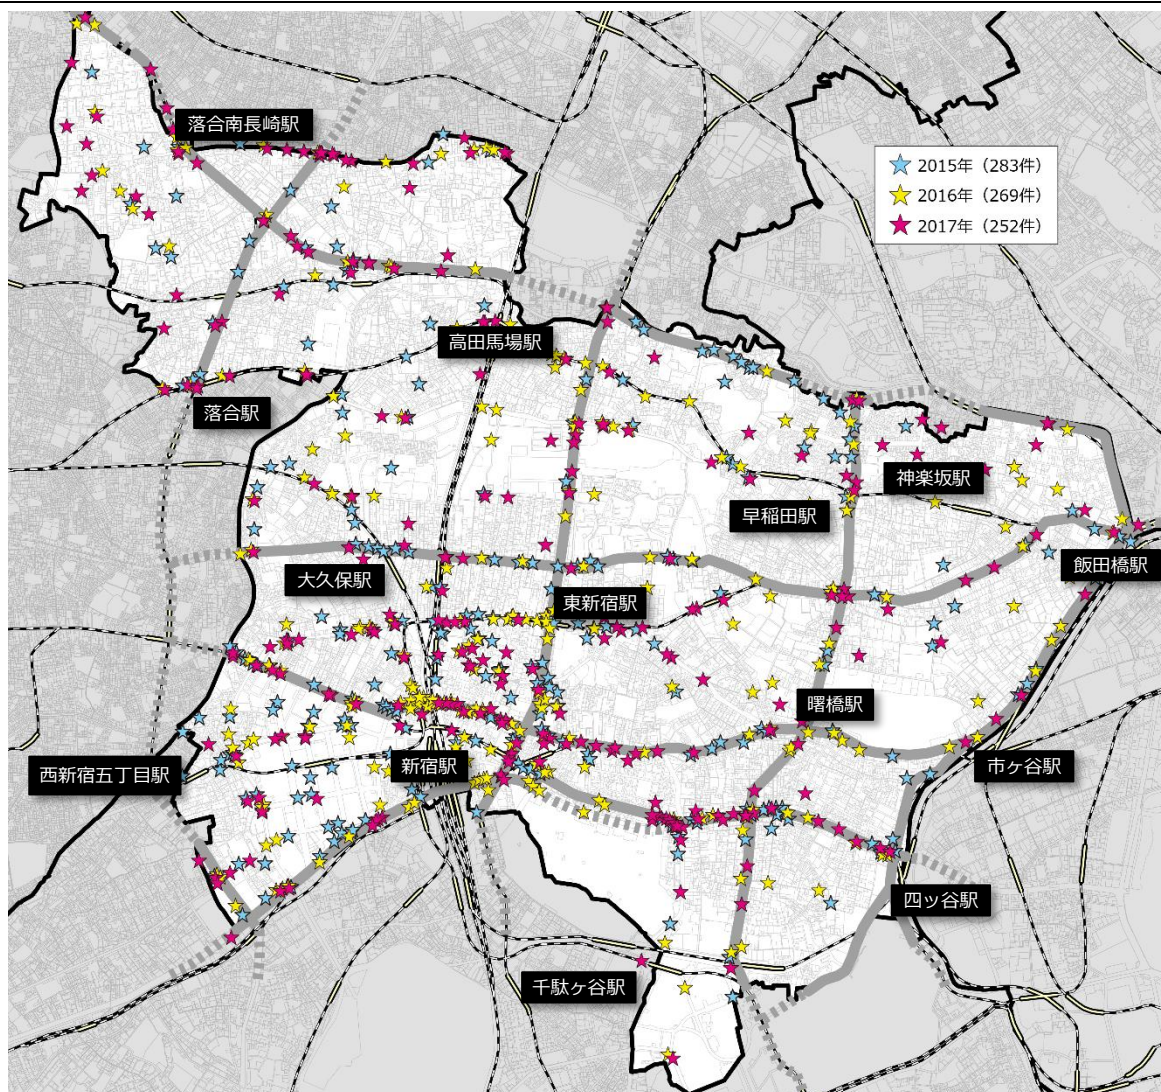 落合南長崎駅
2015年（283件）
2016年（269件）
2017年（252件）
高田馬場駅
落合駅
神楽坂駅
早稲田駅
飯田橋駅
大久保駅
東新宿駅
曙橋駅
市ヶ谷駅
西新宿五丁目駅
新宿駅
四ッ谷駅
千駄ヶ谷駅